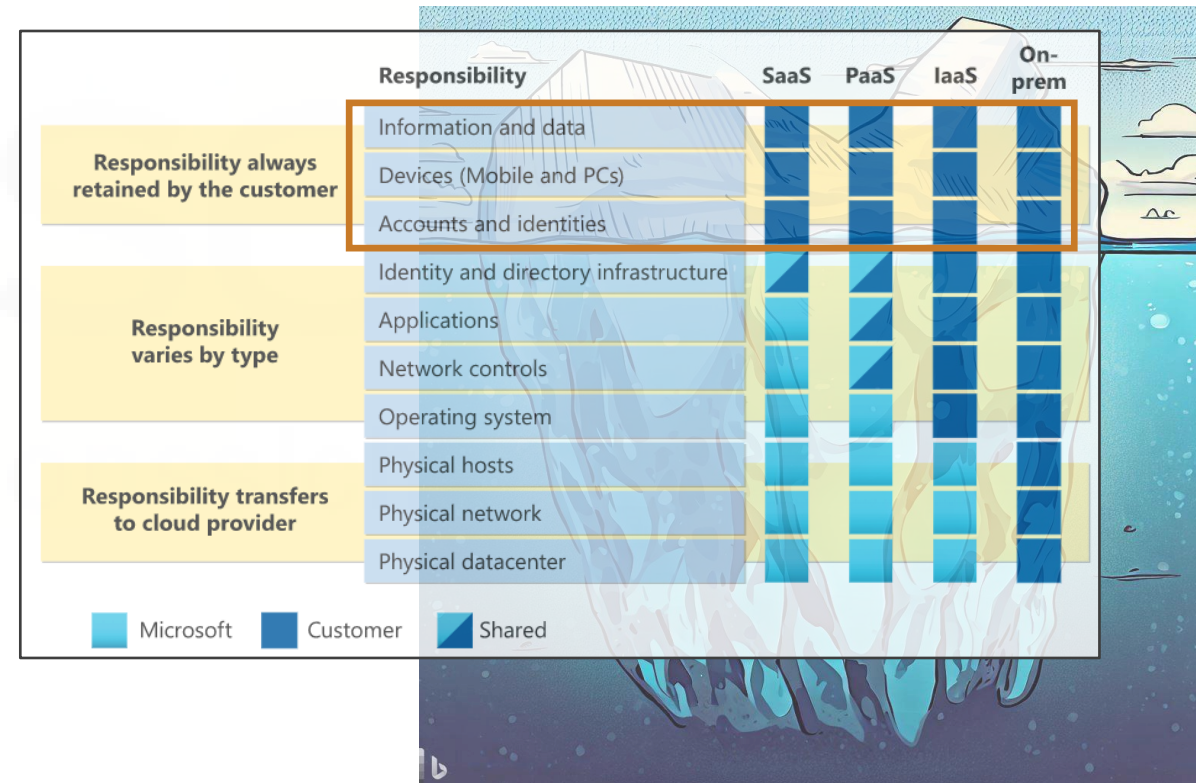 Responsibility
SaaS
PaaS
IaaS
On-
prem
Responsibility always
retained by the customer
Information and data
Devices (Mobile and PCs)
Accounts and identities
Responsibility
varies by type
Identity and directory infrastructure
Applications
Network controls
Operating system
Responsibility transfers
to cloud provider
Physical hosts
Physical network
Physical datacenter
Microsoft
Customer
Shared